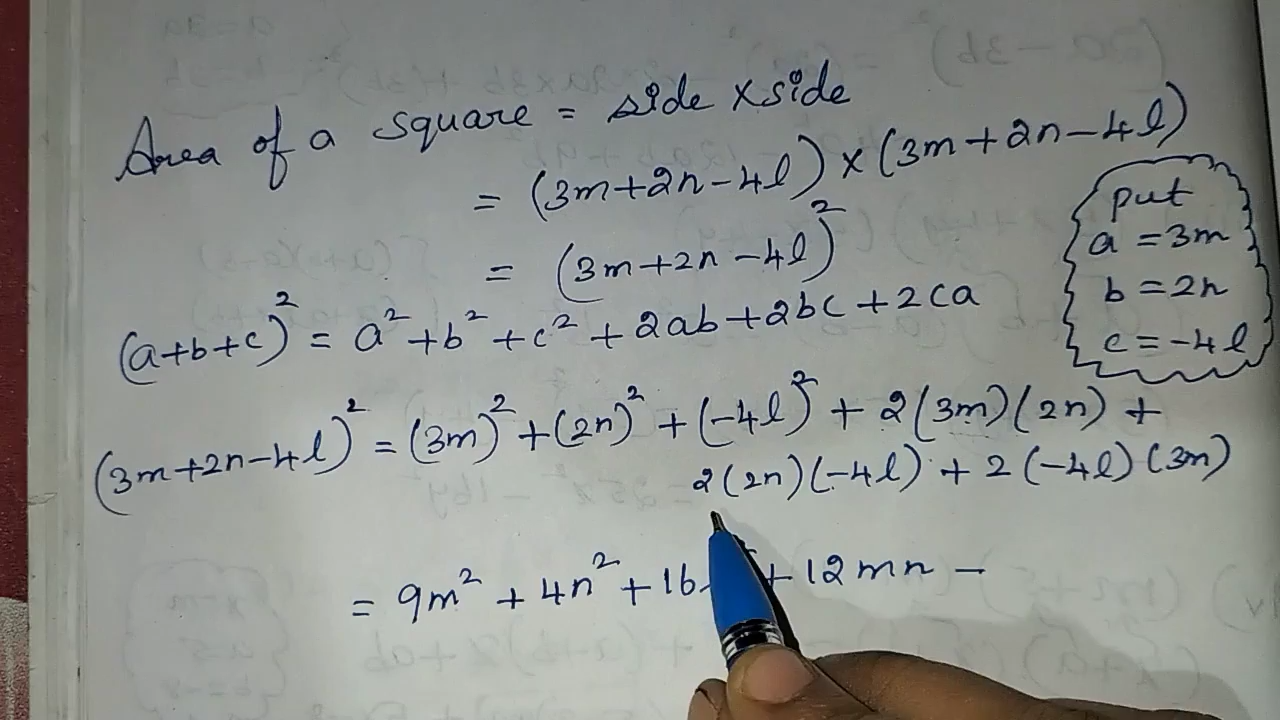 Area of a square = side × side
= (3m+2n-4l) × (3m+2n-4l)
= (3m+2n-4l)²
put
a = 3m
b = 2n
c = -4l
(a+b+c)² = a² + b² + c² + 2ab + 2bc + 2ca
(3m+2n-4l)² = (3m)² + (2n)² + (-4l)² + 2(3m)(2n) +
2(2n)(-4l) + 2(-4l)(3m)
= 9m² + 4n² + 16 + 12mn -